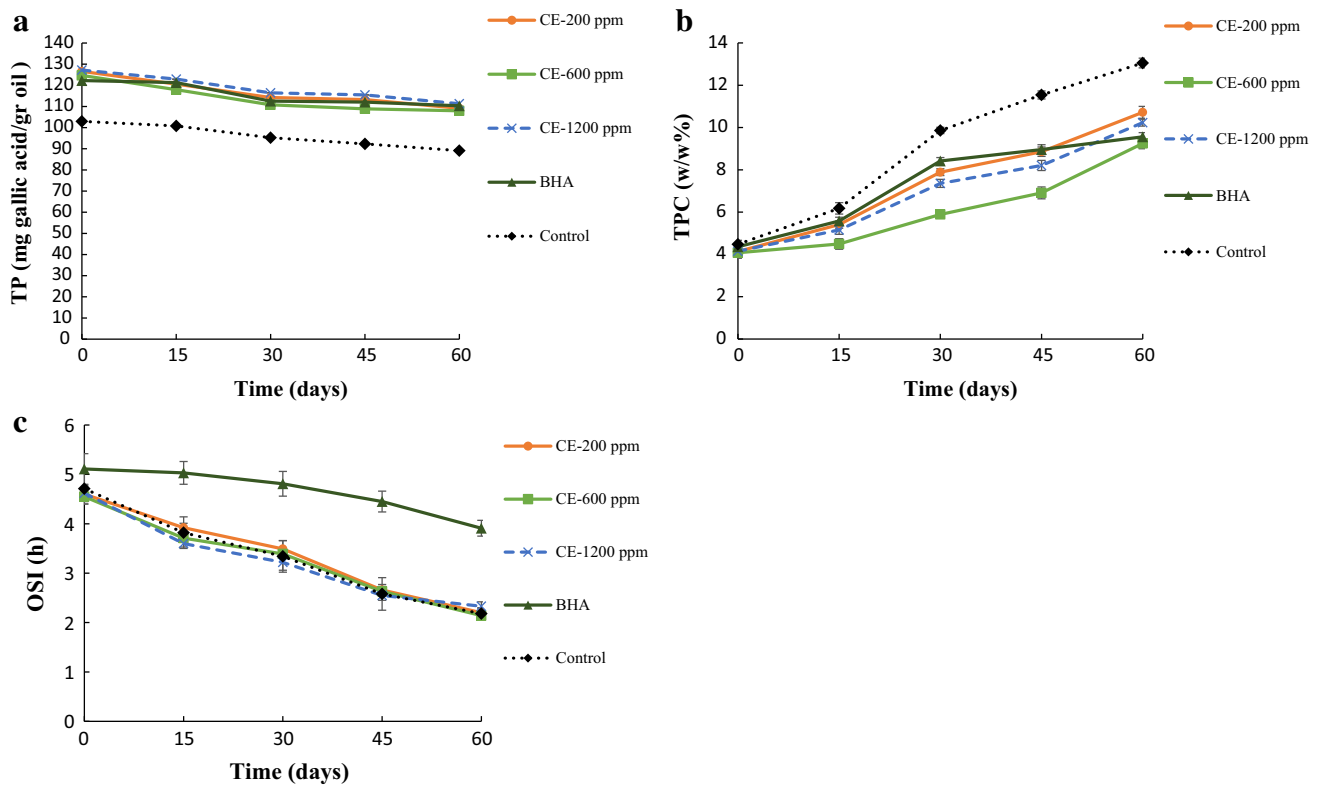 a
TP (mg gallic acid/gr oil )
140
130
120
110
100
90
80
70
60
50
40
30
20
10
0
0 15 30 45 60
Time (days)
CE-200 ppm
CE-600 ppm
CE-1200 ppm
BHA
Control
b
TPC (w/w%)
14
12
10
8
6
4
2
0
0 15 30 45 60
Time (days)
CE-200 ppm
CE-600 ppm
CE-1200 ppm
BHA
Control
c
OSI (h)
6
5
4
3
2
1
0
0 15 30 45 60
Time (days)
CE-200 ppm
CE-600 ppm
CE-1200 ppm
BHA
Control